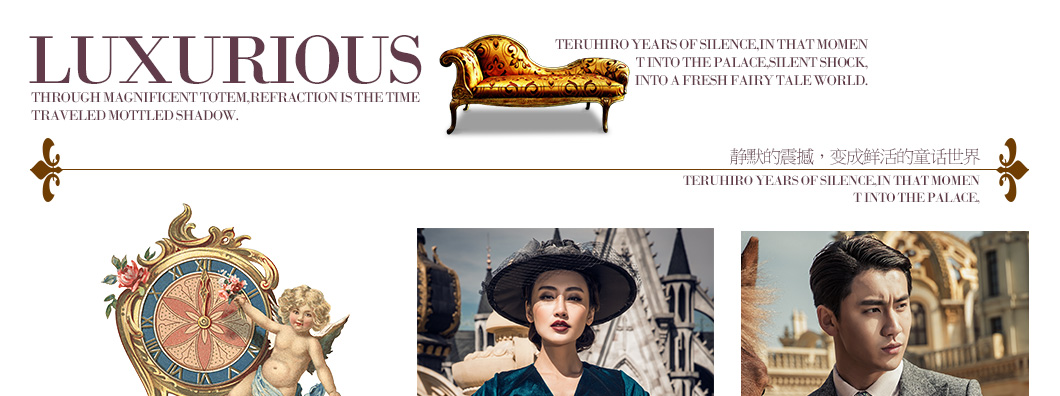 LUXURIOUS
THROUGH MAGNIFICENT TOTEM,REFRACTION IS THE TIME
TRAVELED MOTTLED SHADOW.
TERUHIRO YEARS OF SILENCE,IN THAT MOMEN
T INTO THE PALACE,SILENT SHOCK,
INTO A FRESH FAIRY TALE WORLD.
静默的震撼，变成鲜活的童话世界
TERUHIRO YEARS OF SILENCE,IN THAT MOMEN
T INTO THE PALACE,
XII